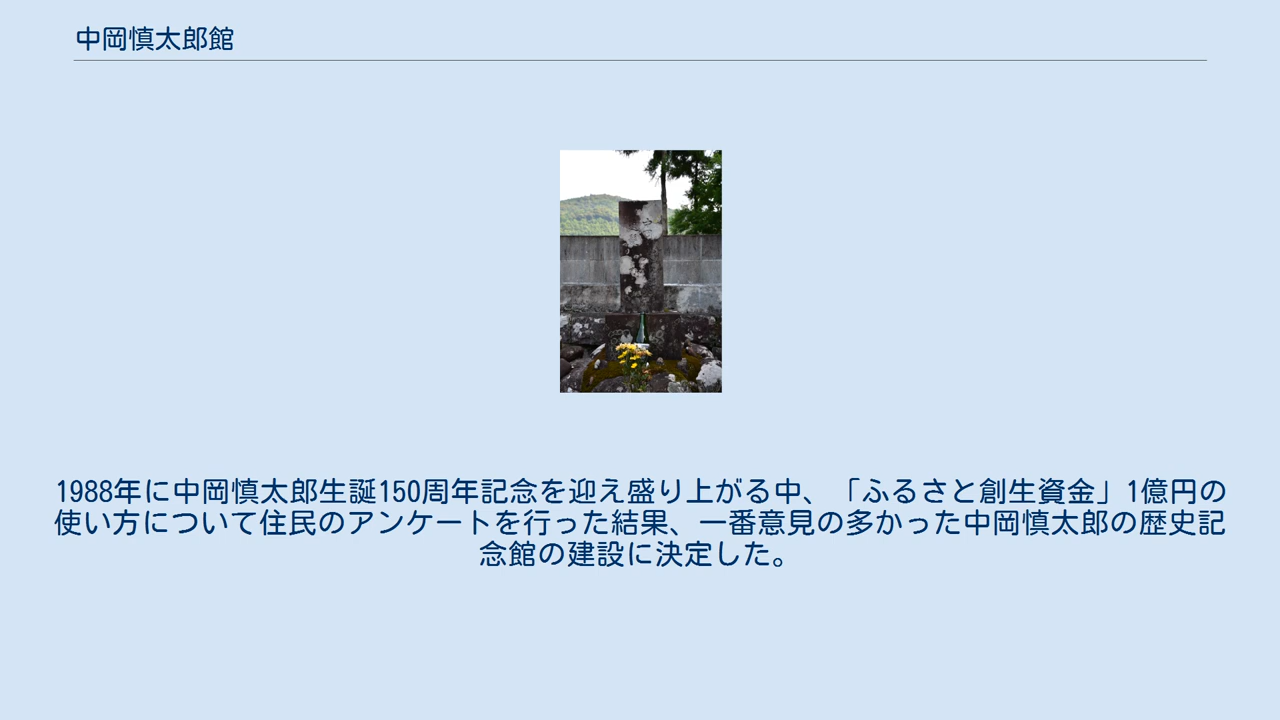 中岡慎太郎館
1988年に中岡慎太郎生誕150周年記念を迎え盛り上がる中、「ふるさと創生資金」1億円の
使い方について住民のアンケートを行った結果、一番意見の多かった中岡慎太郎の歴史記
念館の建設に決定した。